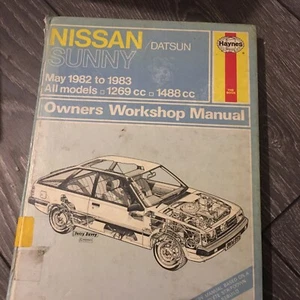 NISSAN
/DATSUN
SUNNY
Haynes
May 1982 to 1983
All models □ 1269 cc □ 1488 cc
Owners Workshop Manual